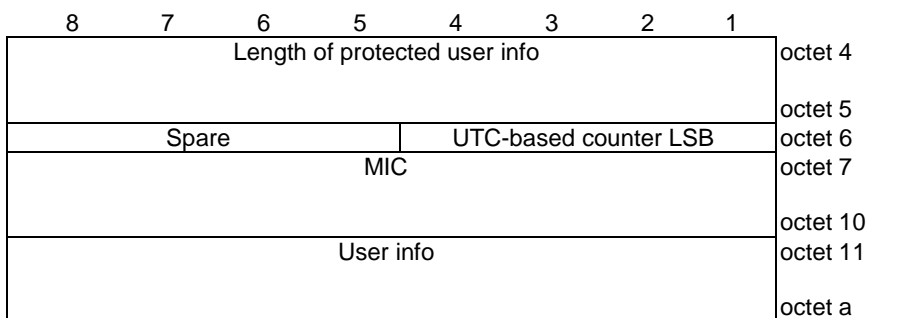 8 7 6 5 4 3 2 1
Length of protected user info octet 4
octet 5
Spare UTC-based counter LSB octet 6
MIC octet 7
octet 10
User info octet 11
octet a